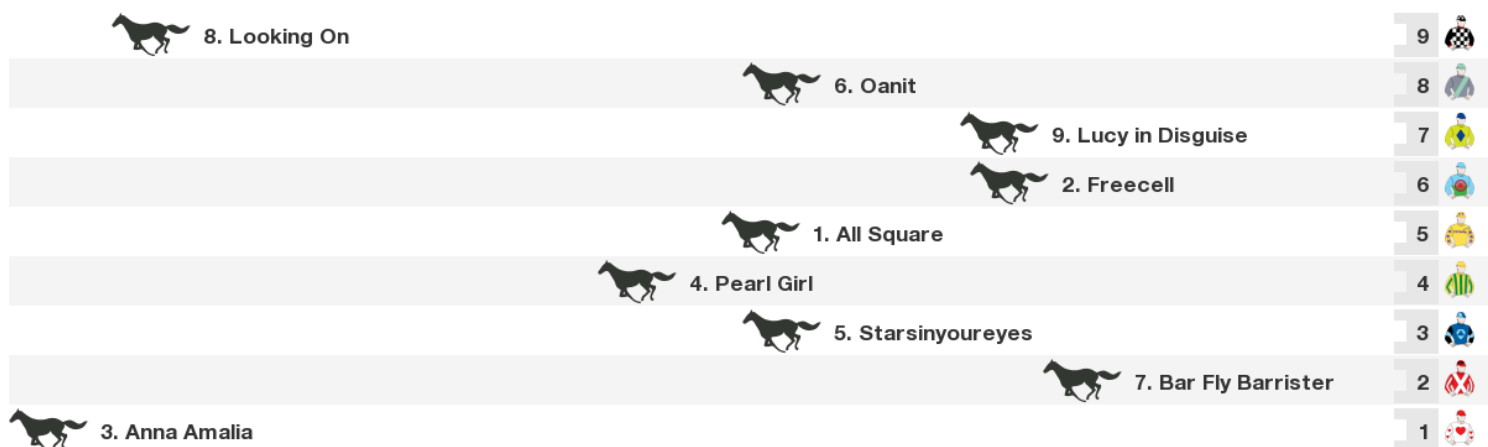 8. Looking On 9
6. Oanit 8
9. Lucy in Disguise 7
2. Freecell 6
1. All Square 5
4. Pearl Girl 4
5. Starsinyoureyes 3
7. Bar Fly Barrister 2
3. Anna Amalia 1